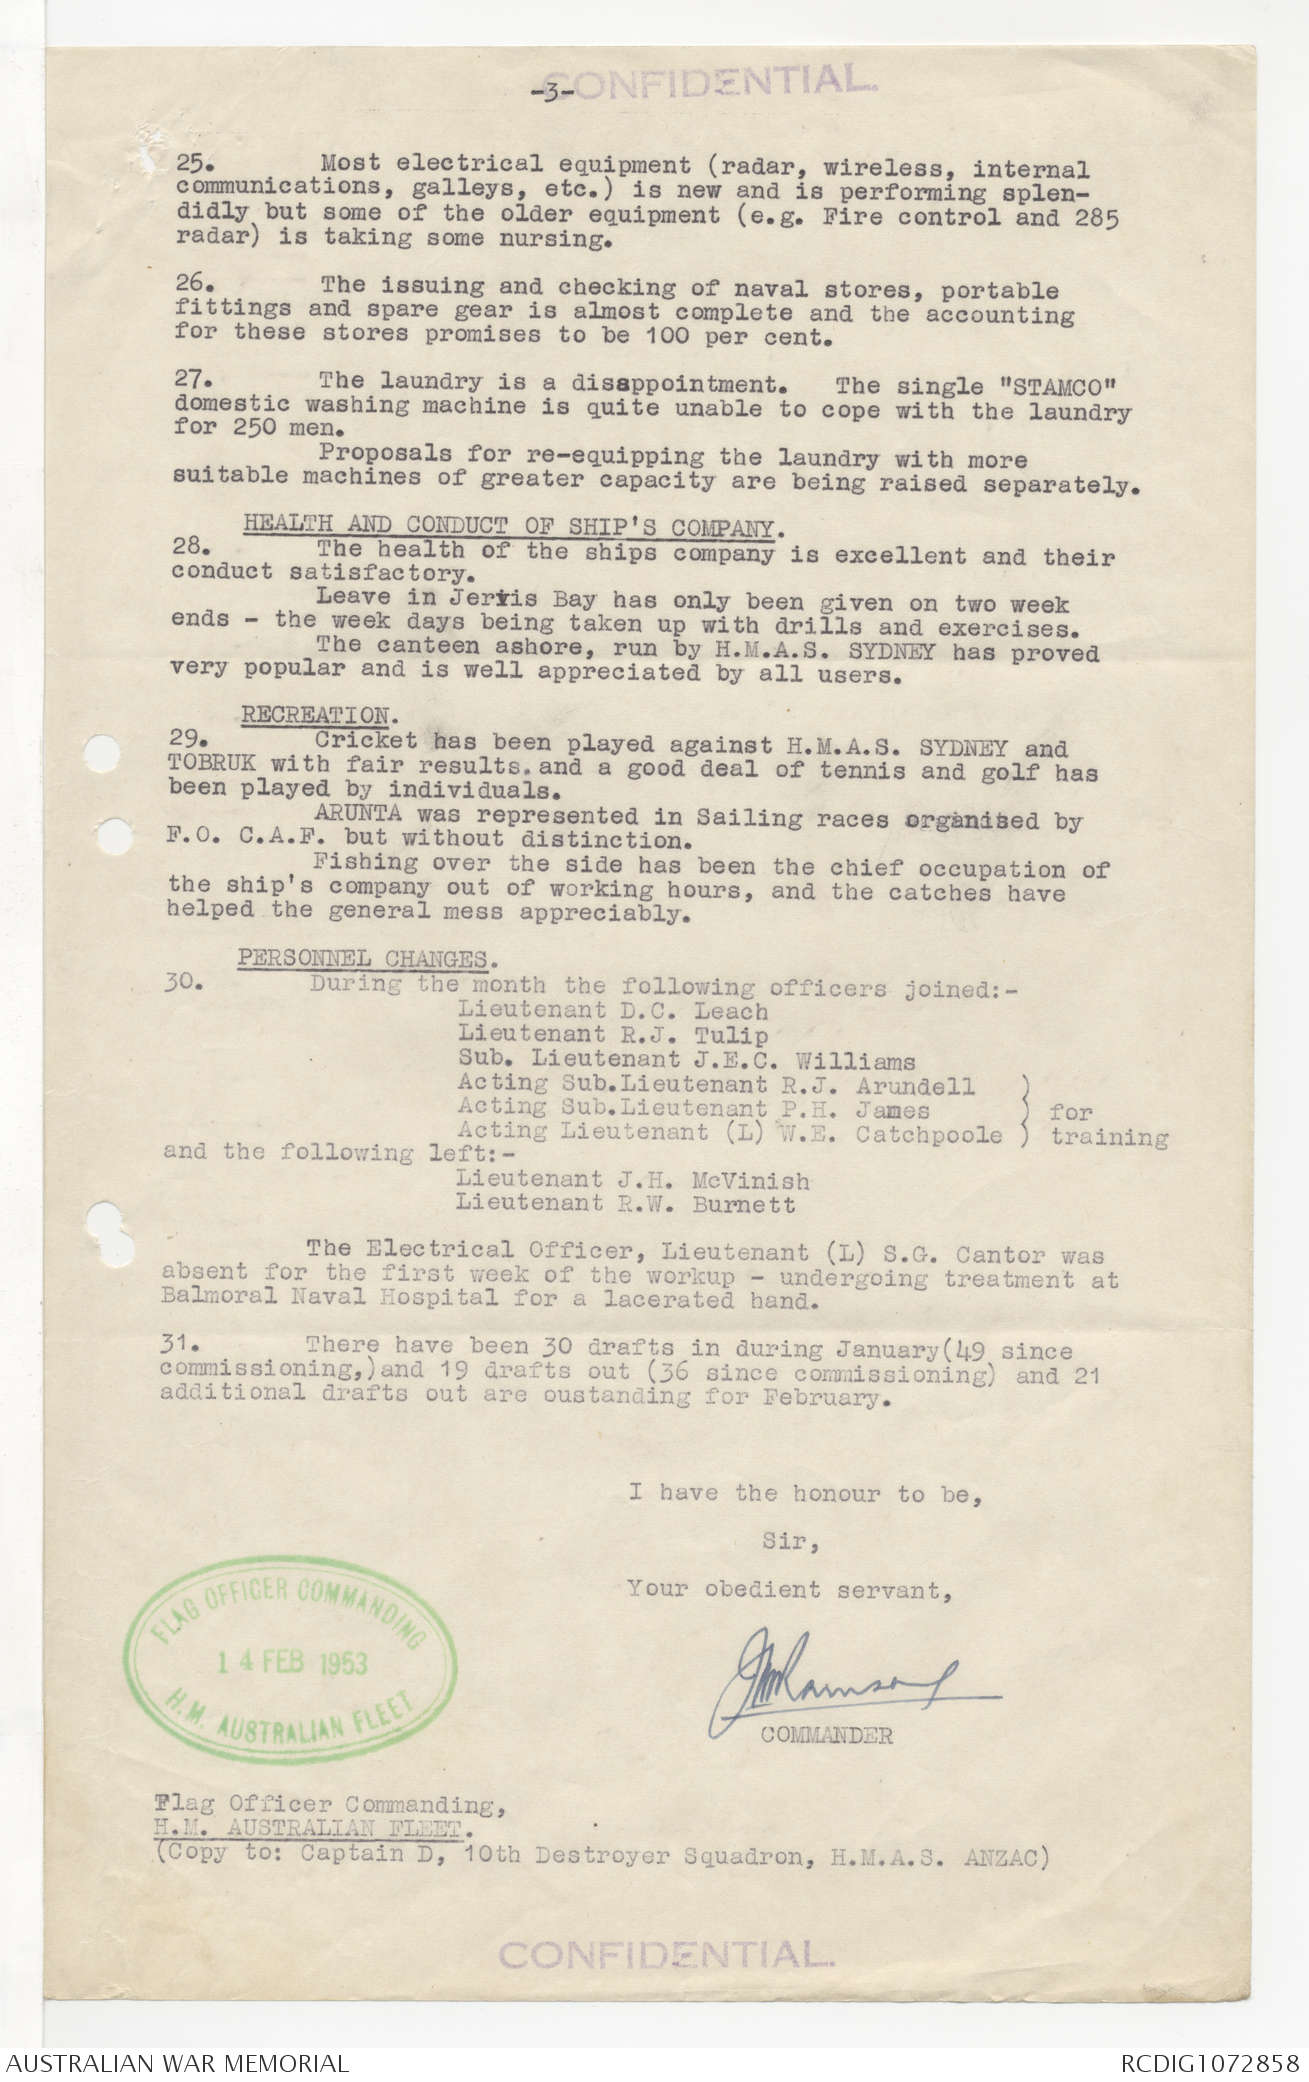 CONFIDENTIAL.
-3-
25. Most electrical equipment (radar, wireless, internal
communications, galleys, etc.) is new and is performing splen-
didly but some of the older equipment (e.g. Fire control and 285
radar) is taking some nursing.
26. The issuing and checking of naval stores, portable
fittings and spare gear is almost complete and the accounting
for these stores promises to be 100 per cent.
27. The laundry is a disappointment. The single "STAMCO"
domestic washing machine is quite unable to cope with the laundry
for 250 men.
Proposals for re-equipping the laundry with more
suitable machines of greater capacity are being raised separately.
HEALTH AND CONDUCT OF SHIP'S COMPANY.
28. The health of the ships company is excellent and their
conduct satisfactory.
Leave in Jervis Bay has only been given on two week
ends - the week days being taken up with drills and exercises.
The canteen ashore, run by H.M.A.S. SYDNEY has proved
very popular and is well appreciated by all users.
RECREATION.
29. Cricket has been played against H.M.A.S. SYDNEY and
TOBRUK with fair results. and a good deal of tennis and golf has
been played by individuals.
ARUNTA was represented in Sailing races organised by
F.O. C.A.F. but without distinction.
Fishing over the side has been the chief occupation of
the ship's company out of working hours, and the catches have
helped the general mess appreciably.
PERSONNEL CHANGES.
30. During the month the following officers joined:-
Lieutenant D.C. Leach
Lieutenant R.J. Tulip
Sub. Lieutenant J.E.C. Williams
Acting Sub.Lieutenant R.J. Arundell )
Acting Sub.Lieutenant P.H. James ) for
Acting Lieutenant (L) W.E. Catchpoole ) training
and the following left:-
Lieutenant J.H. McVinish
Lieutenant R.W. Burnett
The Electrical Officer, Lieutenant (L) S.G. Cantor was
absent for the first week of the workup - undergoing treatment at
Balmoral Naval Hospital for a lacerated hand.
31. There have been 30 drafts in during January(49 since
commissioning,)and 19 drafts out (36 since commissioning) and 21
additional drafts out are oustanding for February.
I have the honour to be,
Sir,
Your obedient servant,
COMMANDER
FLAG OFFICER COMMANDING
14 FEB 1953
H.M. AUSTRALIAN FLEET
Flag Officer Commanding,
H.M. AUSTRALIAN FLEET.
(Copy to: Captain D, 10th Destroyer Squadron, H.M.A.S. ANZAC)
CONFIDENTIAL.
AUSTRALIAN WAR MEMORIAL
RCDIG1072858